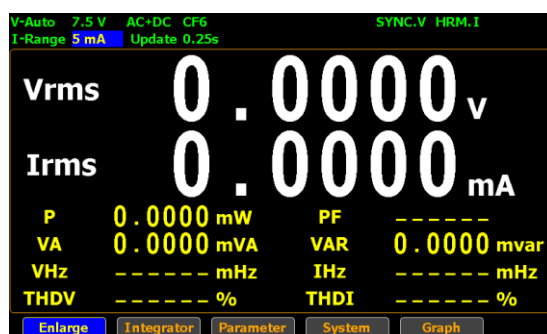 V-Auto 7.5 V AC+DC CF6 SYNC.V HRM.I
I-Range 5 mA Update 0.25s
Vrms 0.0000 V
Irms 0.0000 mA
P 0.0000 mW PF ------
VA 0.0000 mVA VAR 0.0000 mvar
VHz ------ mHz IHz ------ mHz
THDV ------ % THDI ------ %
Enlarge Integrator Parameter System Graph